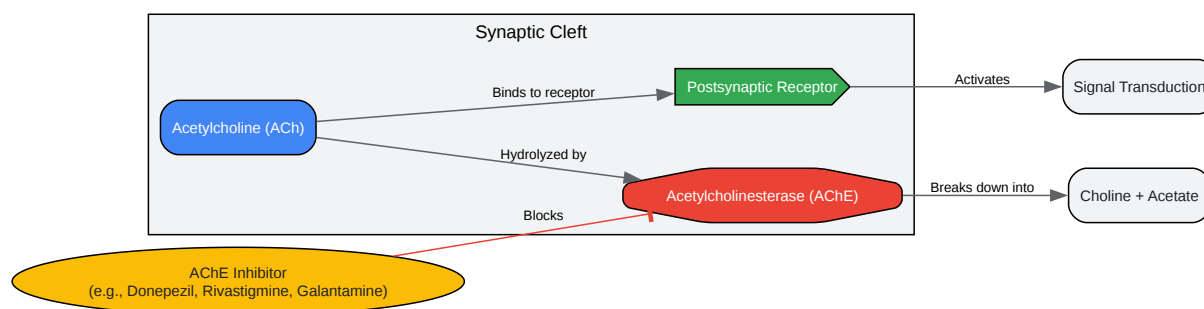 Synaptic Cleft
Binds to receptor
Postsynaptic Receptor
Activates
Signal Transduction
Acetylcholine (ACh)
Hydrolyzed by
Acetylcholinesterase (AChE)
Breaks down into
Choline + Acetate
Blocks
AChE Inhibitor
(e.g., Donepezil, Rivastigmine, Galantamine)